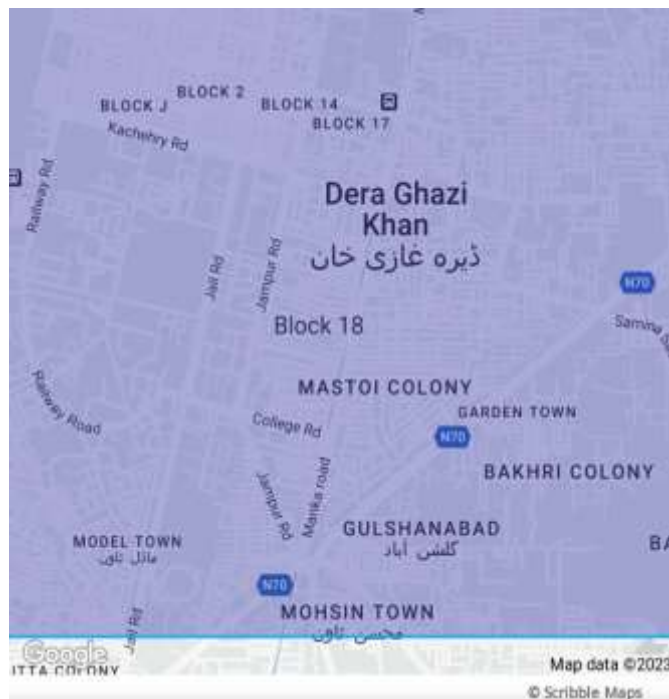 BLOCK 2
BLOCK J
BLOCK 14
BLOCK 17
Kachehry Rd
Railway Rd
Dera Ghazi
Khan
ڈیرہ غازی خان
Jail Rd
Jampur Rd
N70
Block 18
MASTOI COLONY
Railway Road
GARDEN TOWN
College Rd
N70
BAKHRI COLONY
Jampur Rd
Manka road
GULSHANABAD
گلشن آباد
MODEL TOWN
ماڈل ٹاؤن
N70
MOHSIN TOWN
محسن ٹاؤن
Jail Rd
Google
Map data ©2023
© Scribble Maps